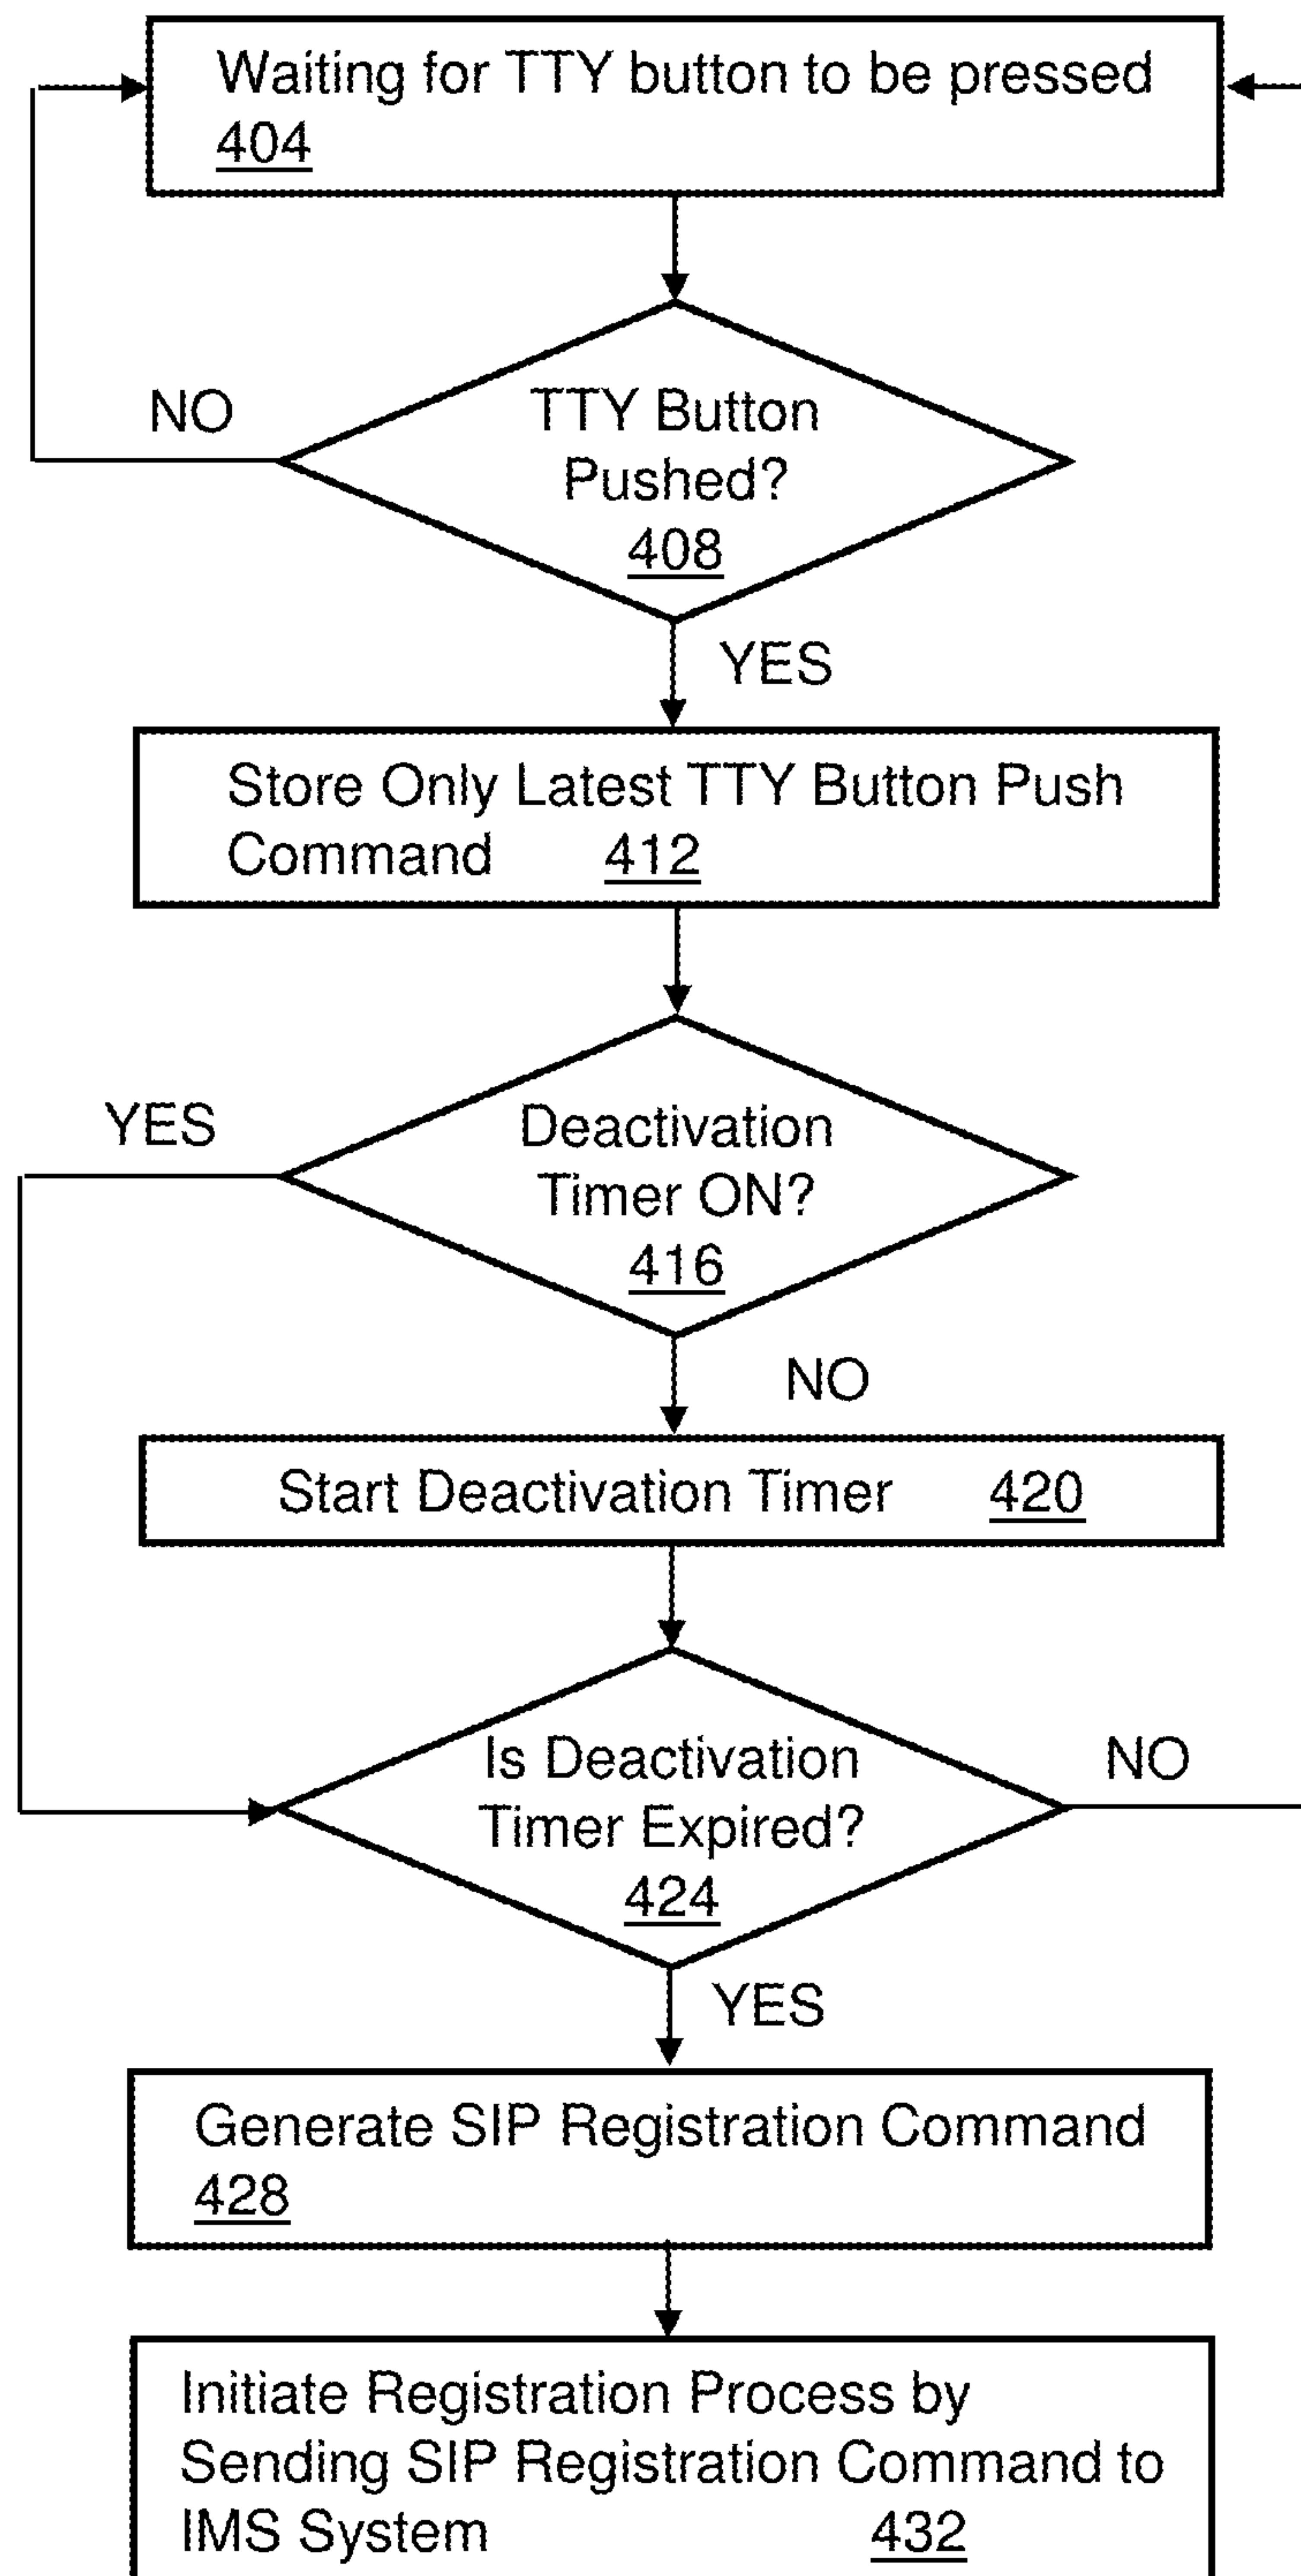 Waiting for TTY button to be pressed
404
NO
TTY Button
Pushed?
408
YES
Store Only Latest TTY Button Push
Command 412
YES
Deactivation
Timer ON?
416
NO
Start Deactivation Timer 420
Is Deactivation
Timer Expired?
424
NO
YES
Generate SIP Registration Command
428
Initiate Registration Process by
Sending SIP Registration Command to
IMS System 432